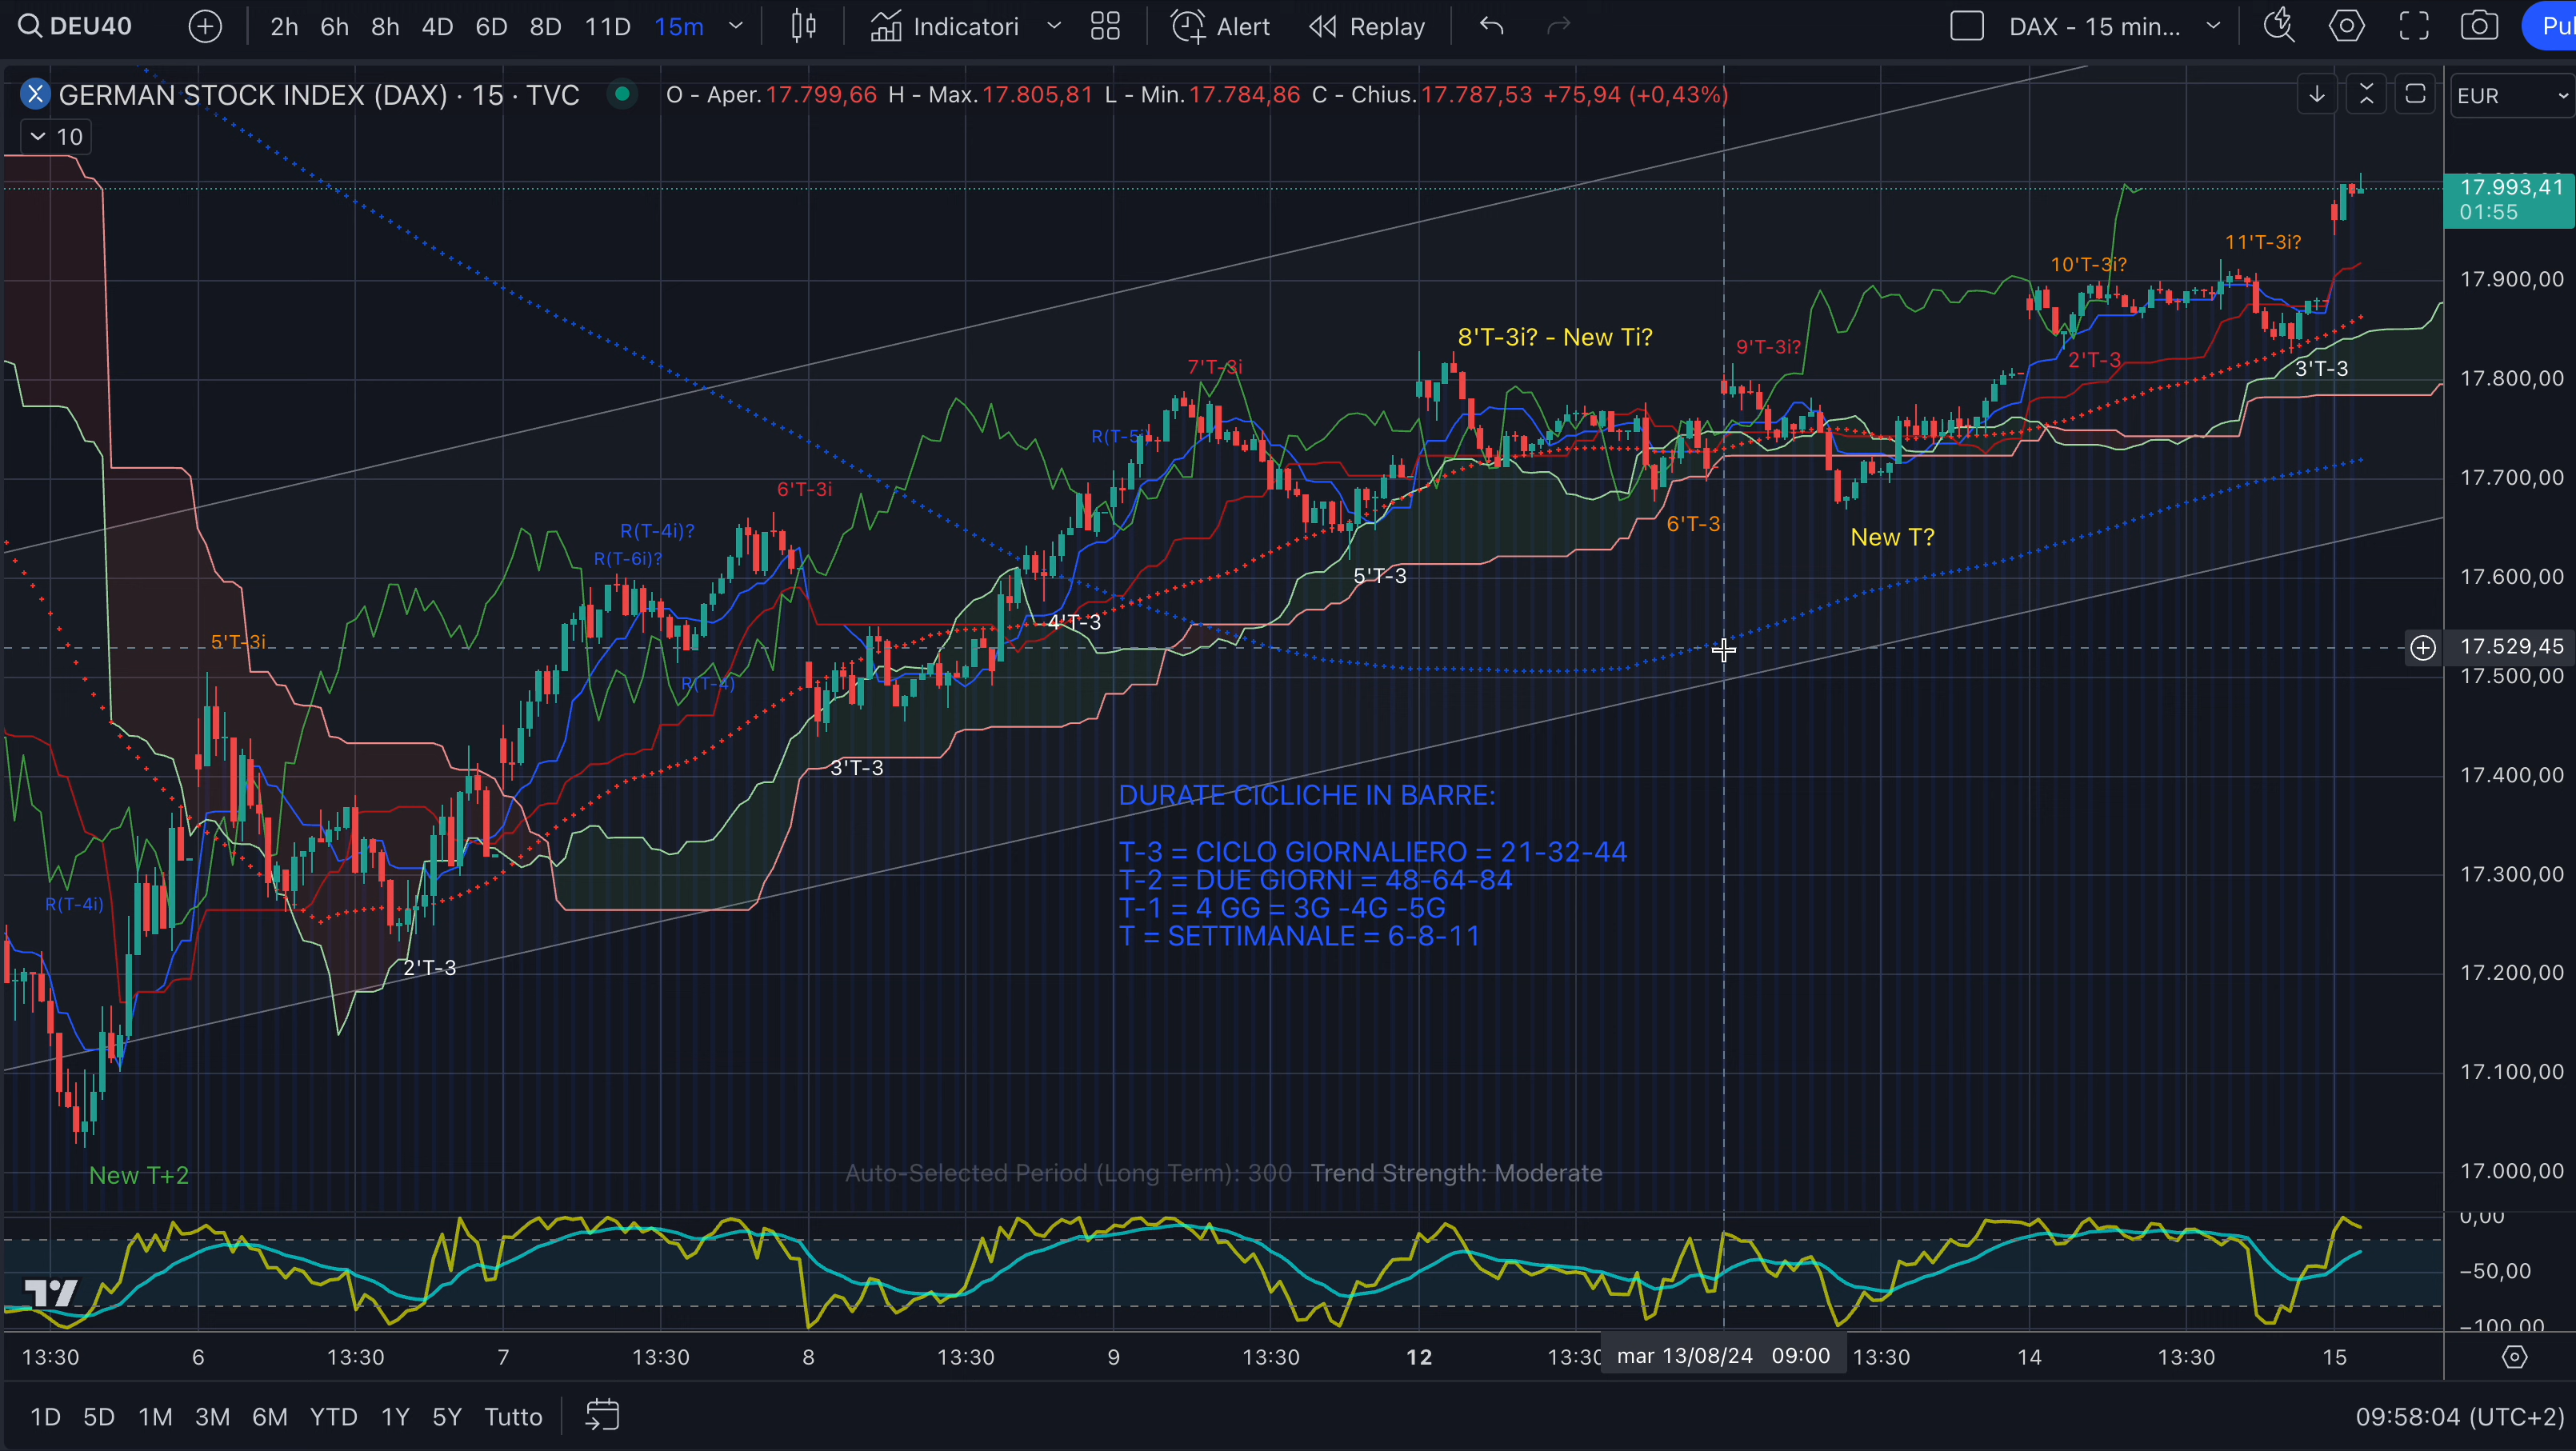 DEU40 2h 6h 8h 4D 6D 8D 11D 15m Indicatori Alert Replay DAX - 15 min... Pul
GERMAN STOCK INDEX (DAX) · 15 · TVC O - Aper.17.799,66 H - Max.17.805,81 L - Min.17.784,86 C - Chius.17.787,53 +75,94 (+0,43%)
EUR
10
17.993,41
01:55
11'T-3i?
10'T-3i?
17.900,00
8'T-3i? - New Ti?
9'T-3i?
7'T-3i
2'T-3
3'T-3
17.800,00
R(T-5i
17.700,00
6'T-3i
6'T-3
R(T-4i)?
New T?
R(T-6i)?
5'T-3
17.600,00
4'T-3
5'T-3i
17.529,45
17.500,00
R(T-4)
3'T-3
17.400,00
DURATE CICLICHE IN BARRE:
T-3 = CICLO GIORNALIERO = 21-32-44
T-2 = DUE GIORNI = 48-64-84
17.300,00
R(T-4i)
T-1 = 4 GG = 3G -4G -5G
T = SETTIMANALE = 6-8-11
2'T-3
17.200,00
17.100,00
New T+2
Auto-Selected Period (Long Term): 300 Trend Strength: Moderate
17.000,00
0,00
−50,00
−100,00
13:30 6 13:30 7 13:30 8 13:30 9 13:30 12 13:30 mar 13/08/24 09:00 13:30 14 13:30 15
1D 5D 1M 3M 6M YTD 1Y 5Y Tutto 09:58:04 (UTC+2)